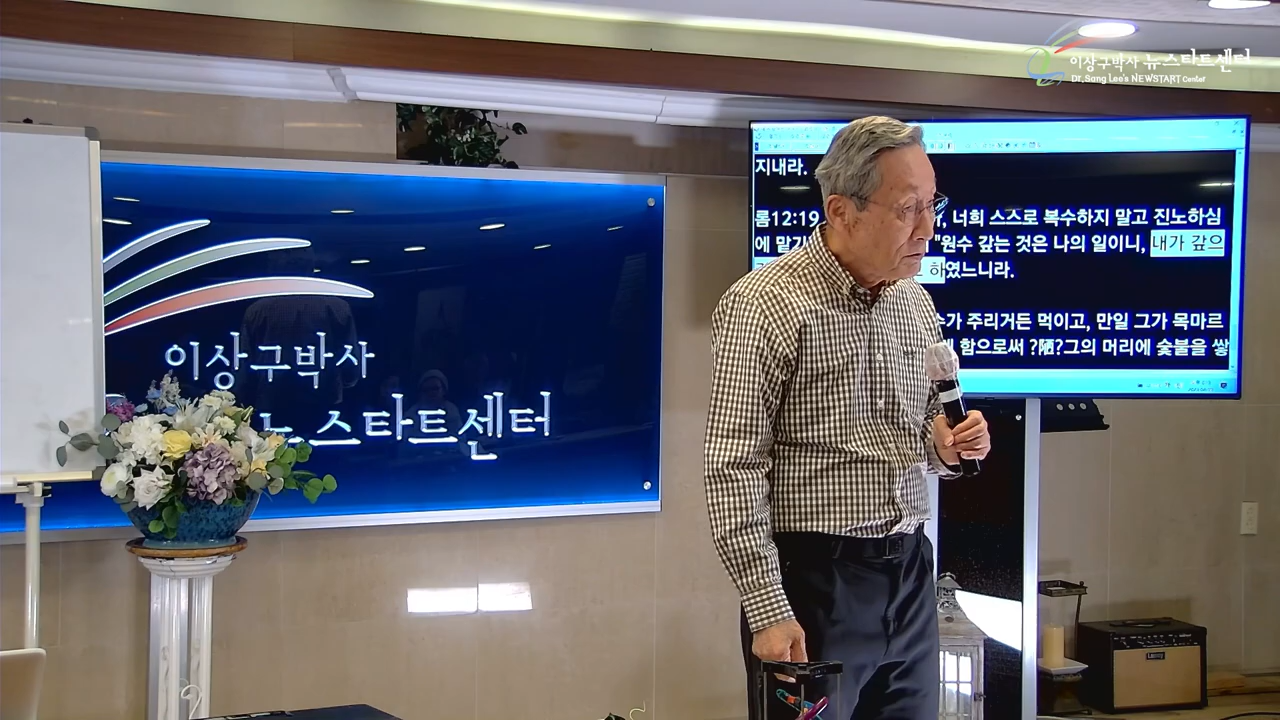 이상구박사 뉴스타트센터
Dr. Sang Lee's NEWSTART Center
지내라.
롬12:19 너희 스스로 복수하지 말고 진노하심
에 "원수 갚는 것은 나의 일이니, 내가 갚으
하였느니라.
주리거든 먹이고, 만일 그가 목마르
함으로써 ?陋?그의 머리에 숯불을 쌓
이상구박사
뉴스타트센터
Laney